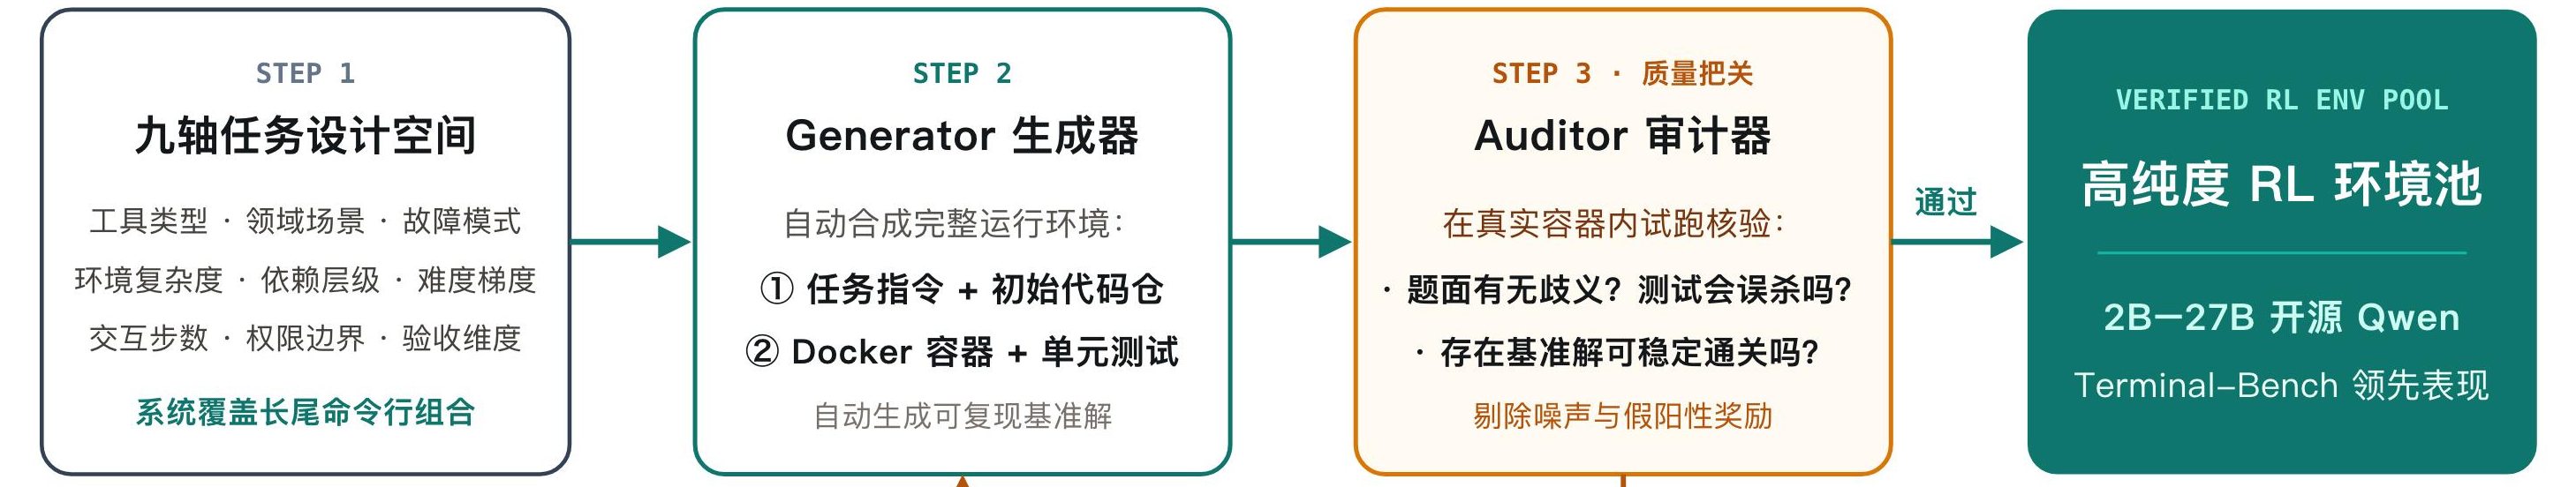 STEP 1
九轴任务设计空间
工具类型 · 领域场景 · 故障模式
环境复杂度 · 依赖层级 · 难度梯度
交互步数 · 权限边界 · 验收维度
系统覆盖长尾命令行组合
STEP 2
Generator 生成器
自动合成完整运行环境：
① 任务指令 + 初始代码仓
② Docker 容器 + 单元测试
自动生成可复现基准解
STEP 3 · 质量把关
Auditor 审计器
在真实容器内试跑核验：
· 题面有无歧义？测试会误杀吗？
· 存在基准解可稳定通关吗？
剔除噪声与假阳性奖励
通过
VERIFIED RL ENV POOL
高纯度 RL 环境池
2B–27B 开源 Qwen
Terminal-Bench 领先表现